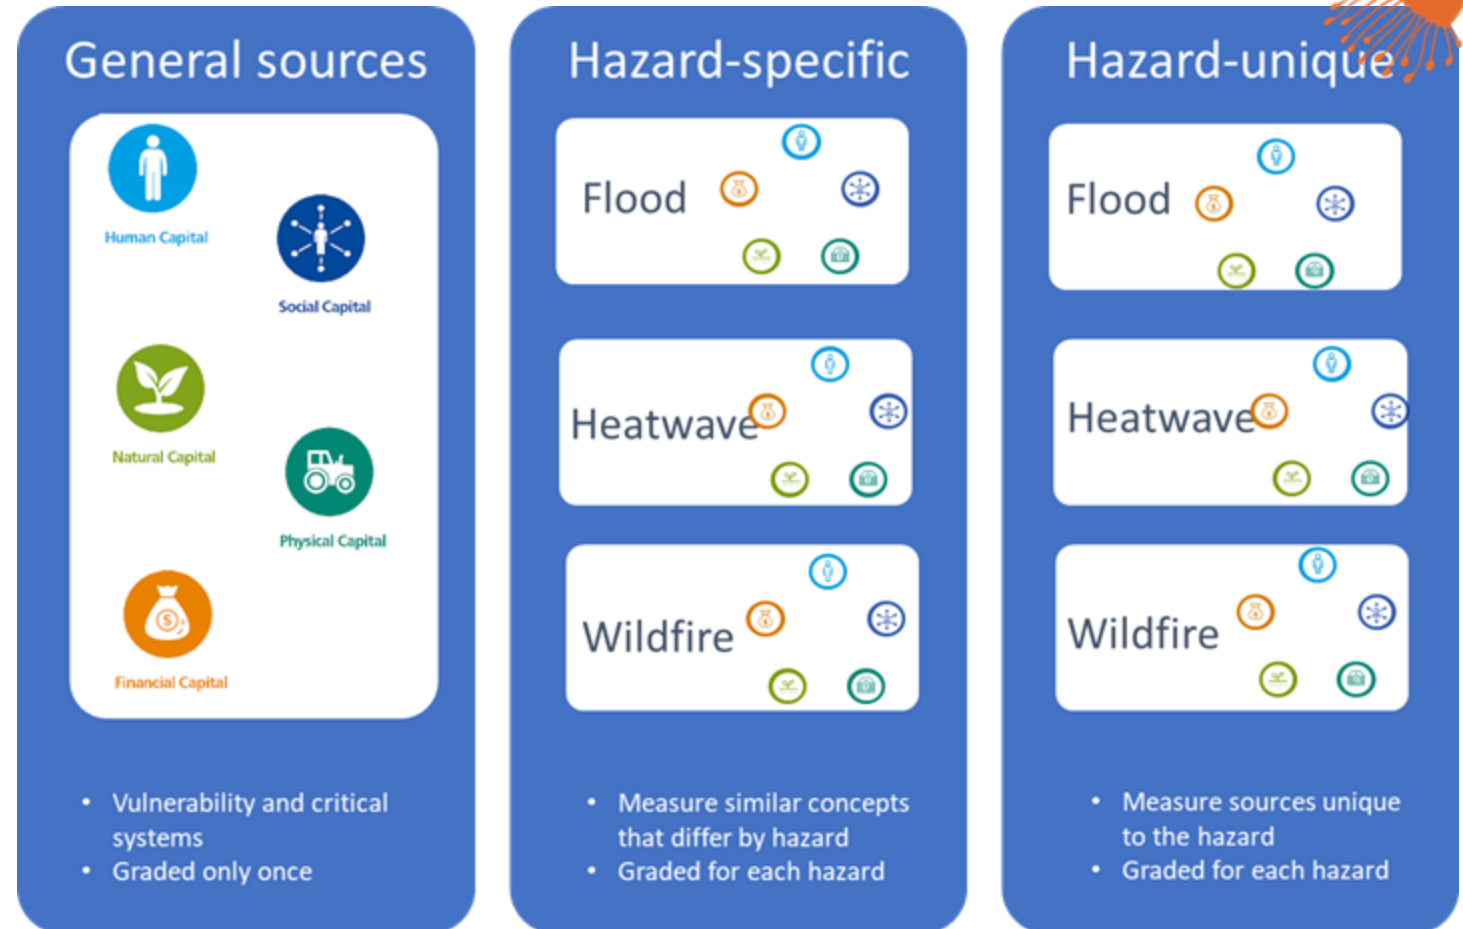 General sources
Human Capital
Social Capital
Natural Capital
Physical Capital
Financial Capital
• Vulnerability and critical
systems
• Graded only once
Hazard-specific
Flood
Heatwave
Wildfire
• Measure similar concepts
that differ by hazard
• Graded for each hazard
Hazard-unique
Flood
Heatwave
Wildfire
• Measure sources unique
to the hazard
• Graded for each hazard